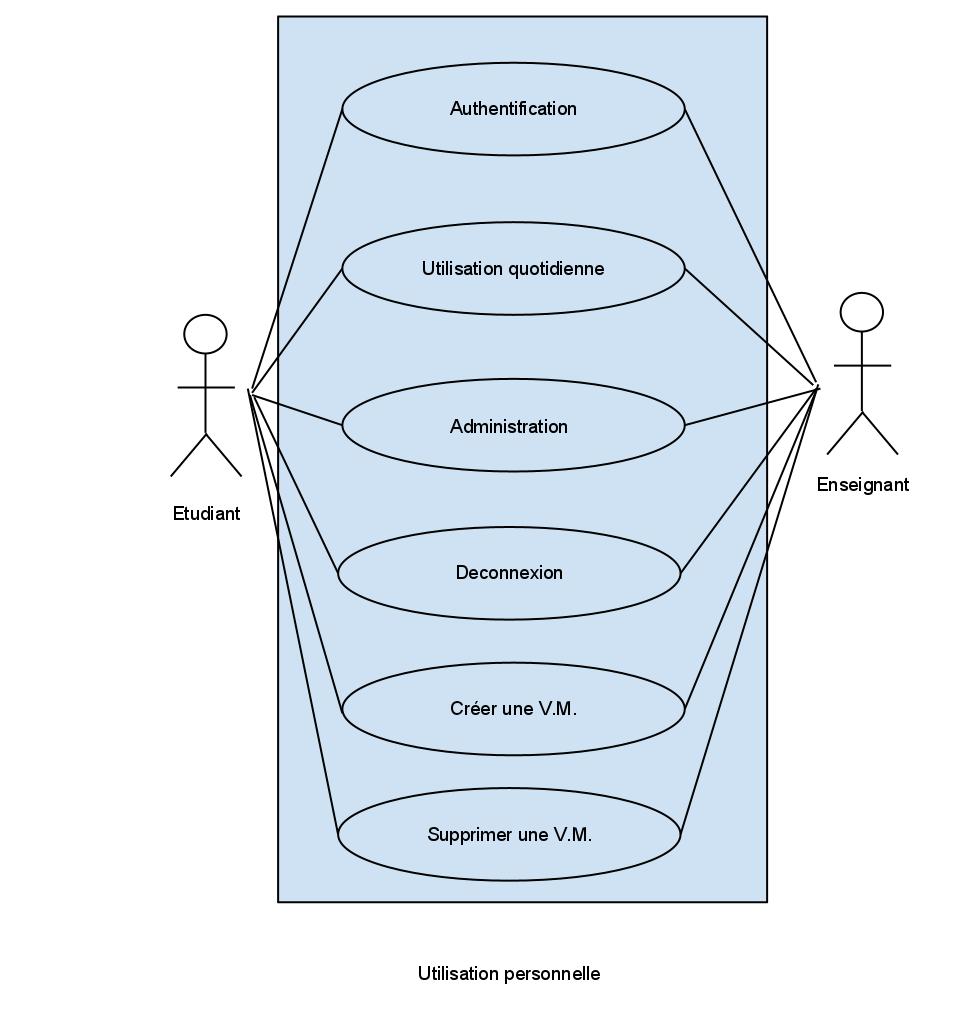 Authentification
Utilisation quotidienne
Administration
Enseignant
Etudiant
Deconnexion
Créer une V.M.
Supprimer une V.M.
Utilisation personnelle